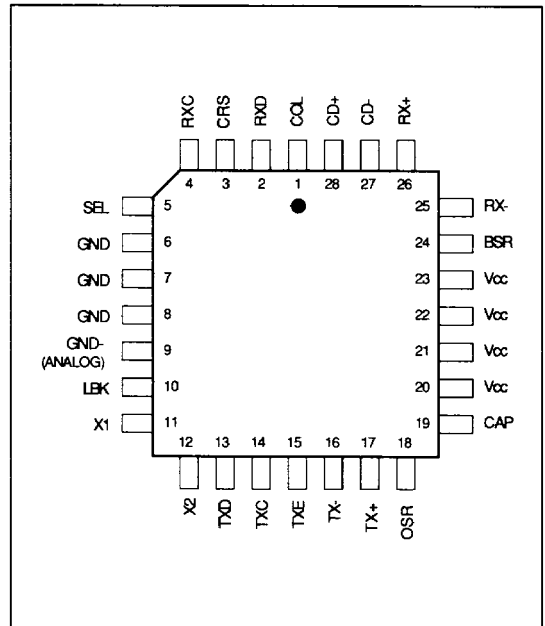 RXC CRS RXD COL CD+ CD- RX+
4 3 2 1 28 27 26
SEL 5 25 RX-
GND 6 24 BSR
GND 7 23 Vcc
GND 8 22 Vcc
GND-
(ANALOG) 9 21 Vcc
LBK 10 20 Vcc
X1 11 19 CAP
12 13 14 15 16 17 18
X2 TXD TXC TXE TX- TX+ OSR